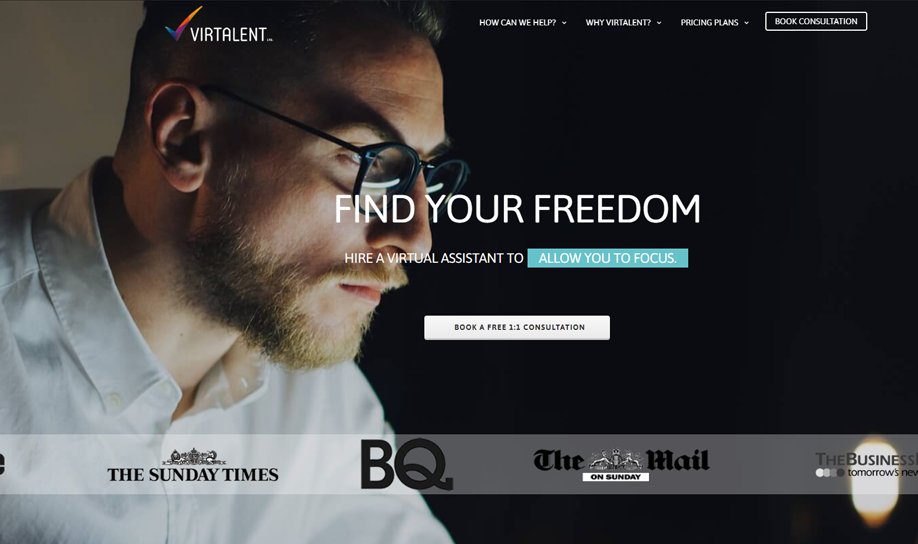 VIRTALENT LTD.
HOW CAN WE HELP?
WHY VIRTALENT?
PRICING PLANS
BOOK CONSULTATION
FIND YOUR FREEDOM
HIRE A VIRTUAL ASSISTANT TO ALLOW YOU TO FOCUS.
BOOK A FREE 1:1 CONSULTATION
e
THE SUNDAY TIMES
BQ
The Mail
ON SUNDAY
THEBUSINESS
tomorrow's new